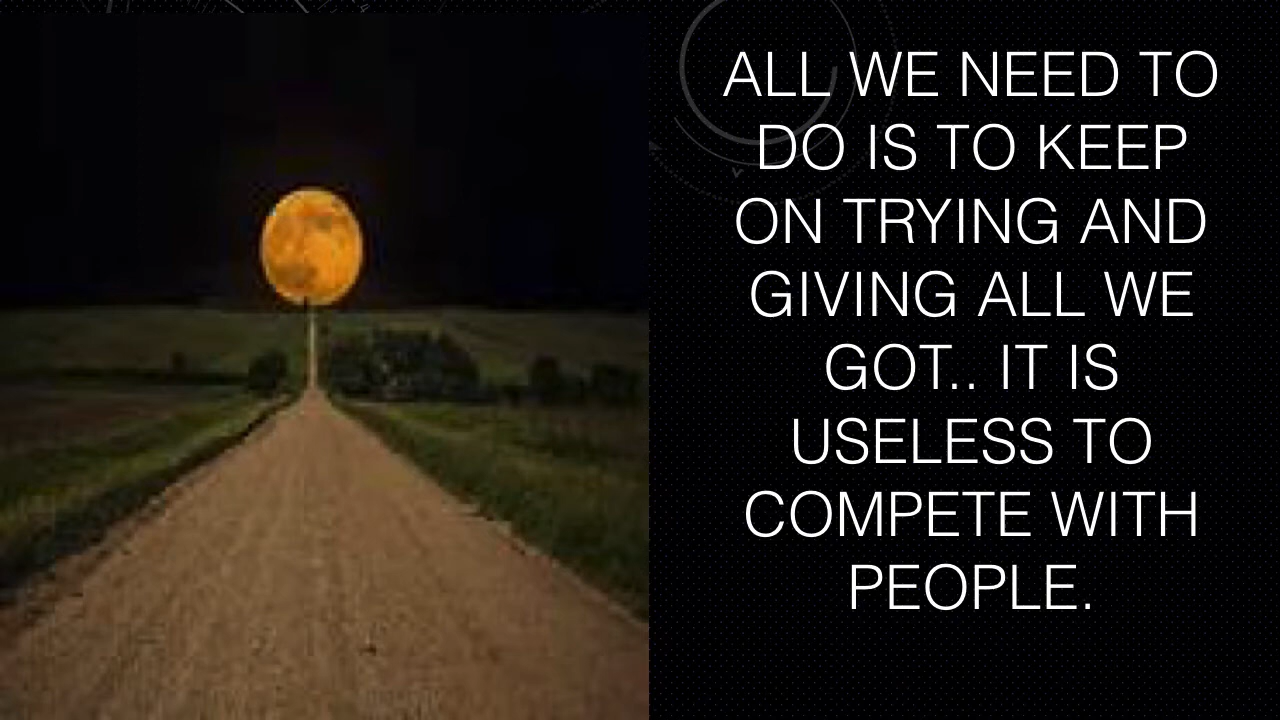 ALL WE NEED TO
DO IS TO KEEP
ON TRYING AND
GIVING ALL WE
GOT.. IT IS
USELESS TO
COMPETE WITH
PEOPLE.